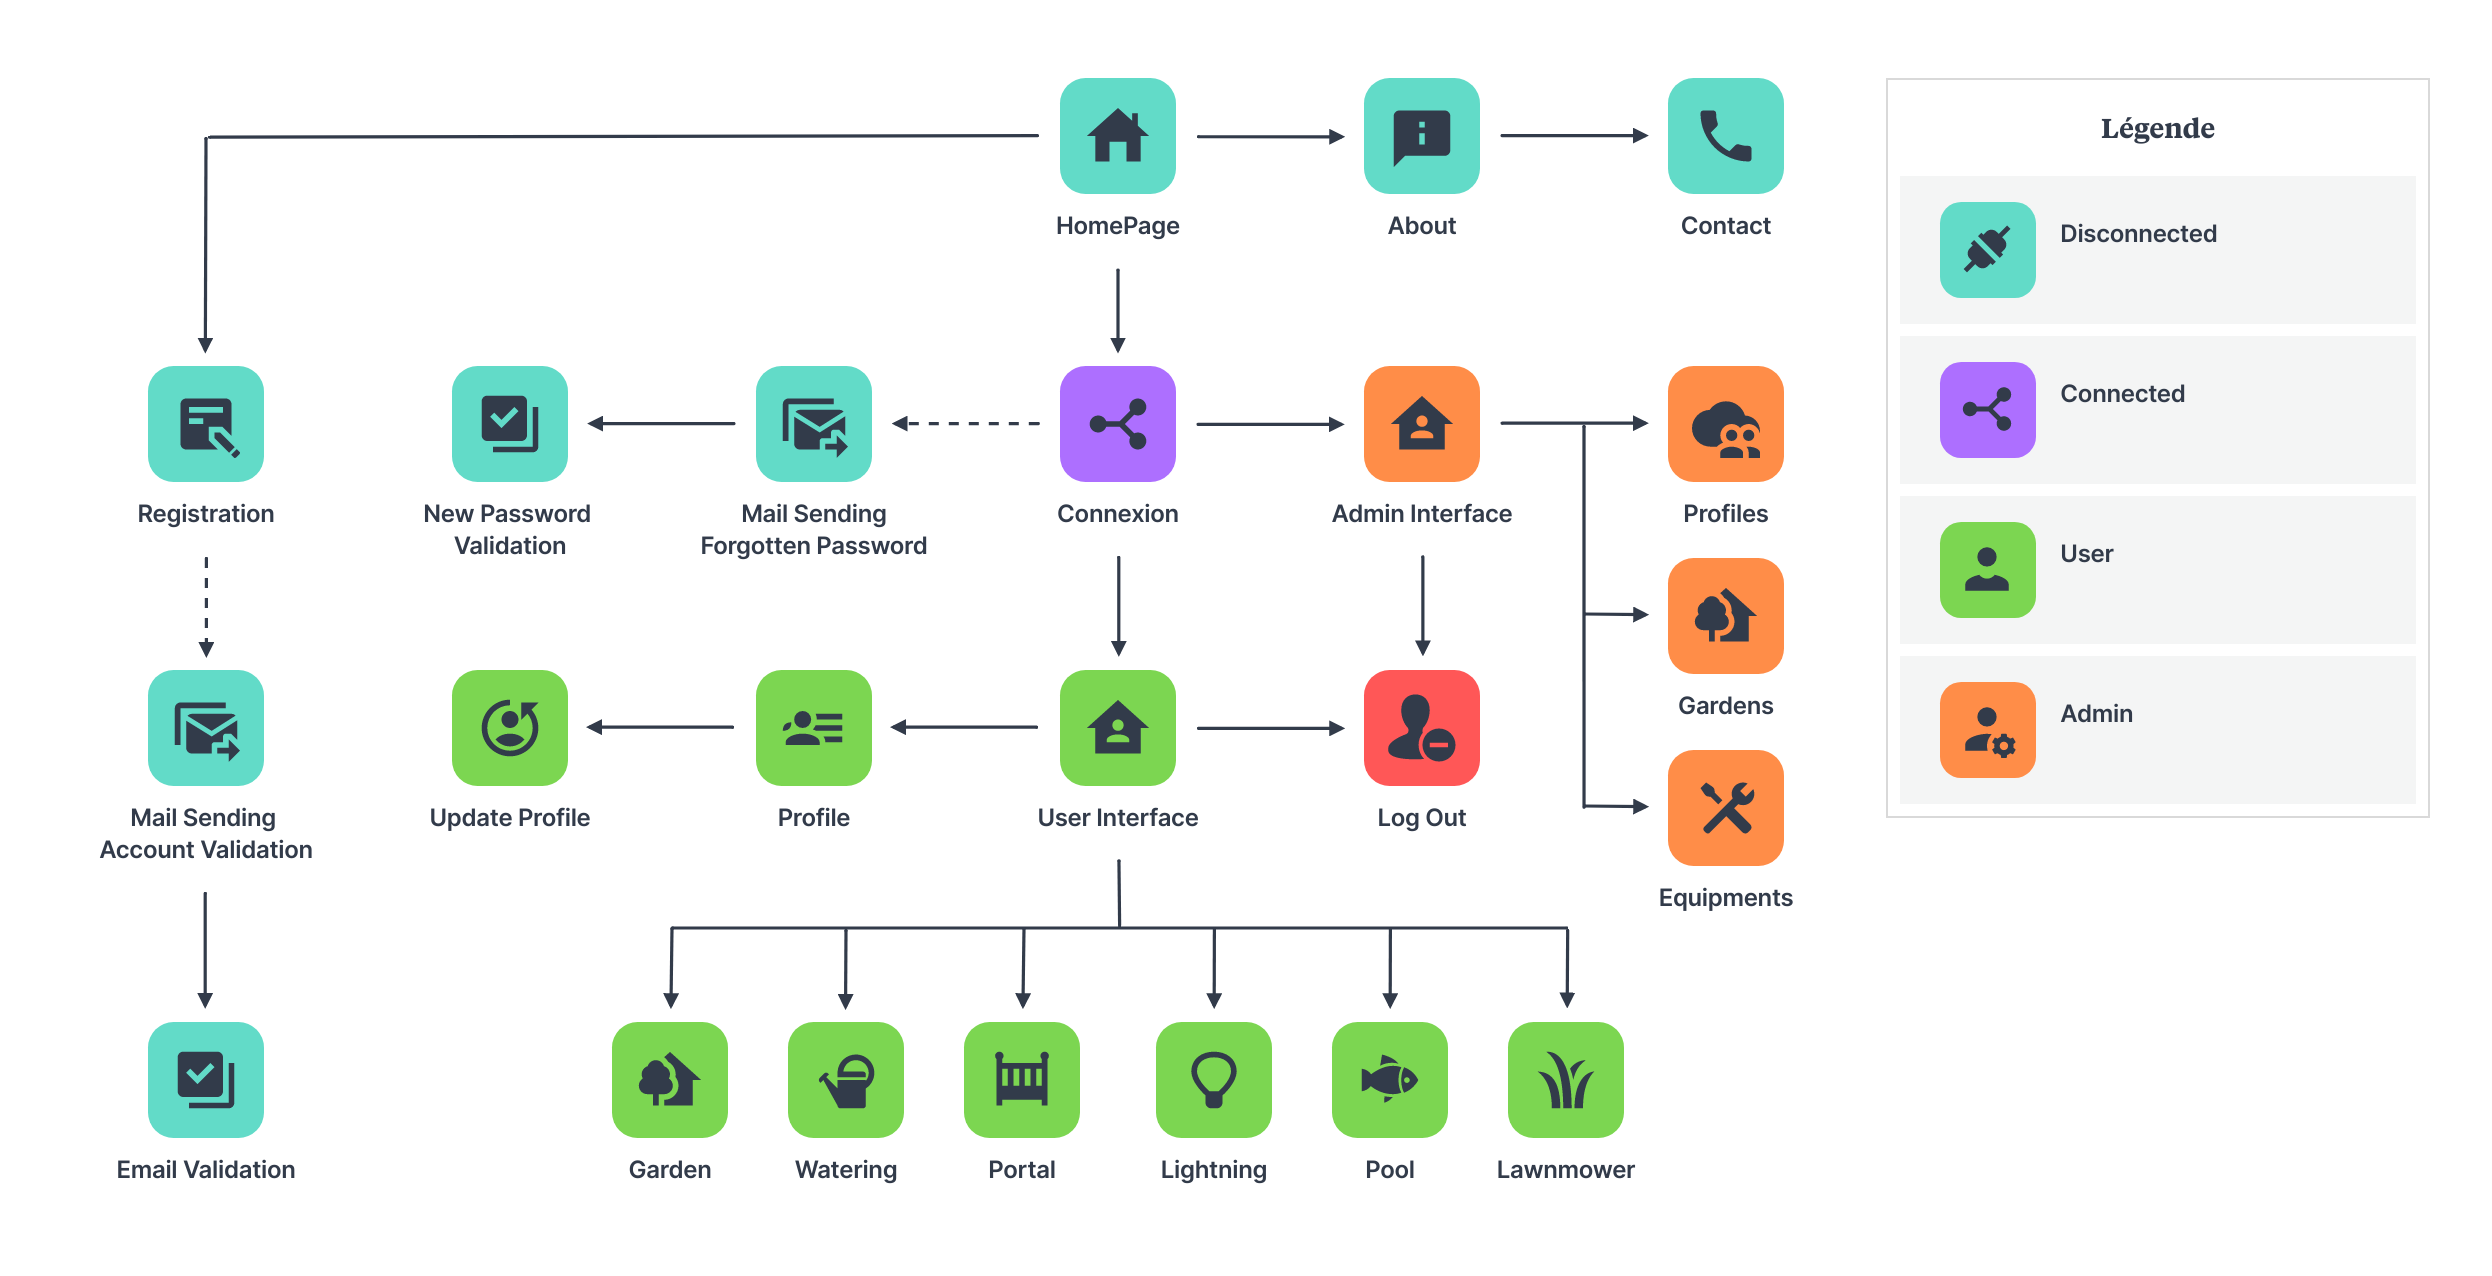 HomePage
About
Contact
Légende
Disconnected
Connected
User
Admin
Registration
New Password
Validation
Mail Sending
Forgotten Password
Connexion
Admin Interface
Profiles
Gardens
Equipments
Mail Sending
Account Validation
Update Profile
Profile
User Interface
Log Out
Email Validation
Garden
Watering
Portal
Lightning
Pool
Lawnmower